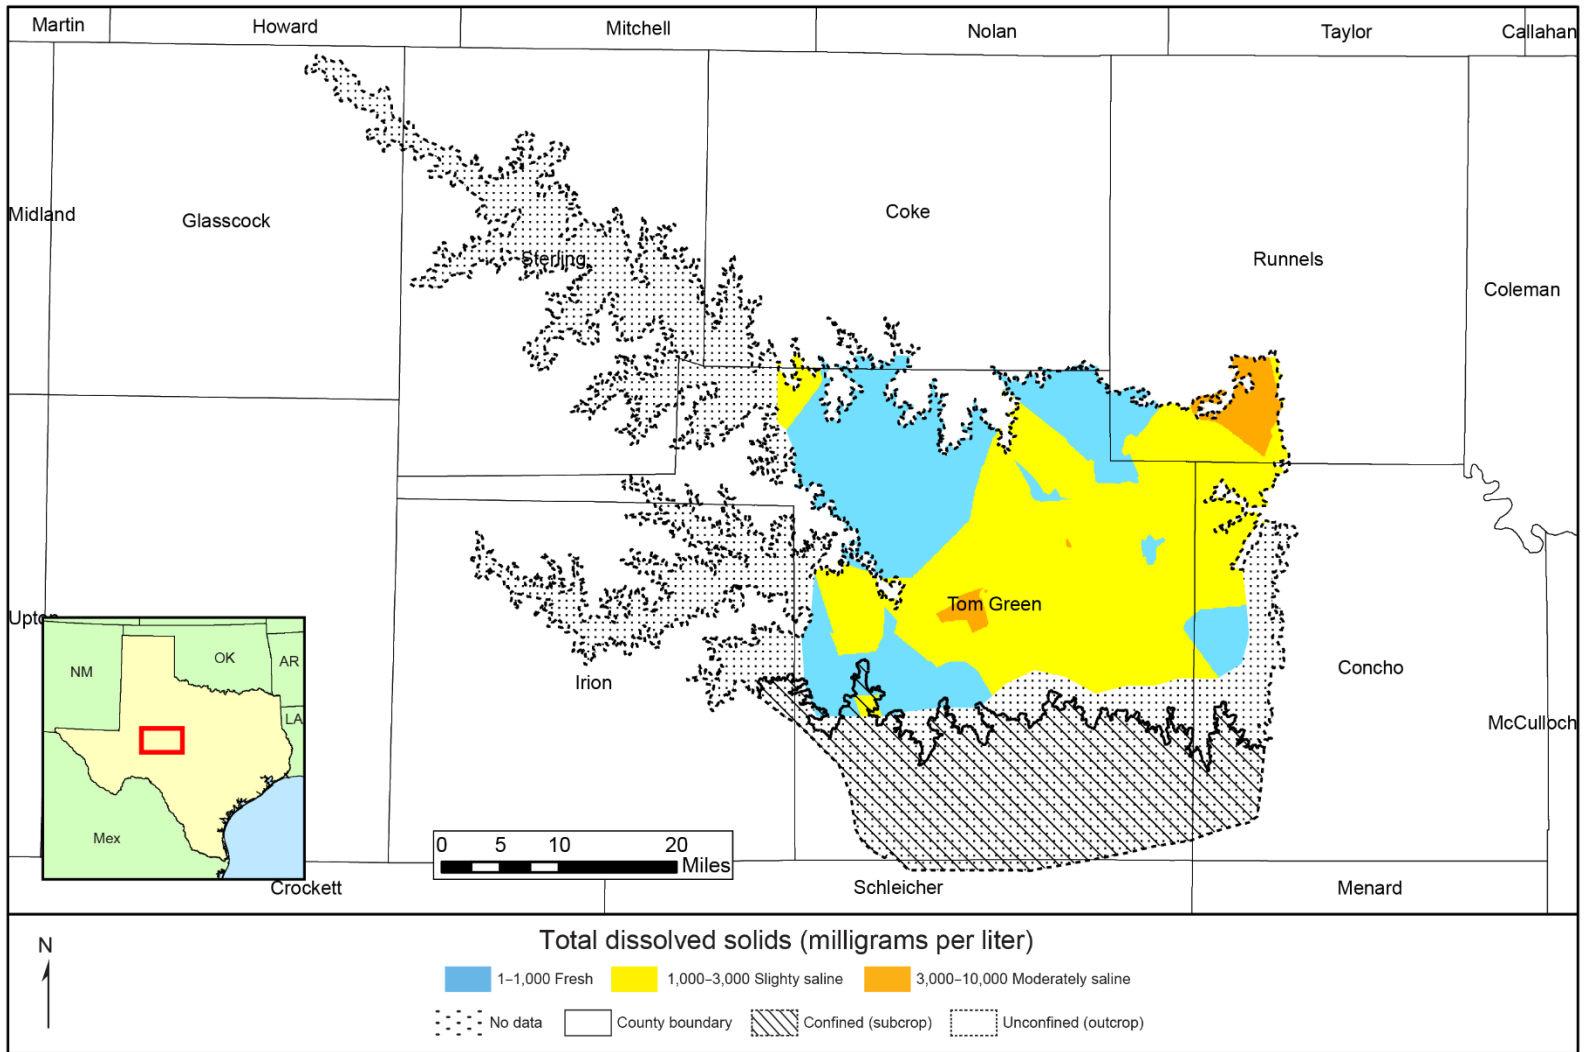 Martin
Howard
Mitchell
Nolan
Taylor
Callahan
Midland
Glasscock
Sterling
Coke
Runnels
Coleman
Upton
Irion
Tom Green
Concho
McCulloch
NM
OK
AR
LA
Mex
0 5 10 20
Miles
Crockett
Schleicher
Menard
N
Total dissolved solids (milligrams per liter)
1–1,000 Fresh
1,000–3,000 Slighty saline
3,000–10,000 Moderately saline
No data
County boundary
Confined (subcrop)
Unconfined (outcrop)